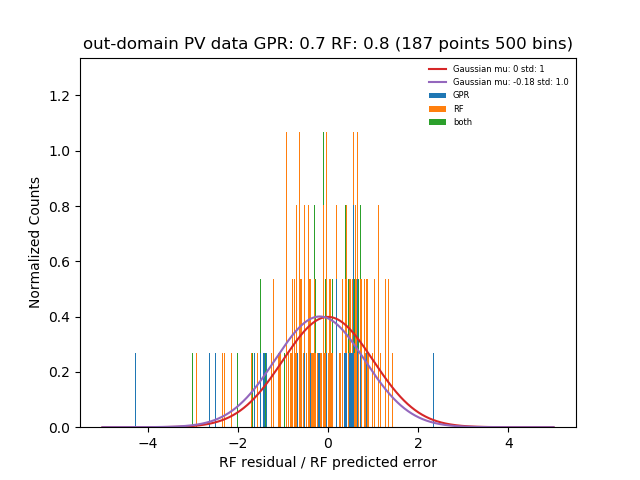 out-domain PV data GPR: 0.7 RF: 0.8 (187 points 500 bins)
Gaussian mu: 0 std: 1
Gaussian mu: -0.18 std: 1.0
GPR
RF
both
Normalized Counts
1.2
1.0
0.8
0.6
0.4
0.2
0.0
−4 −2 0 2 4
RF residual / RF predicted error